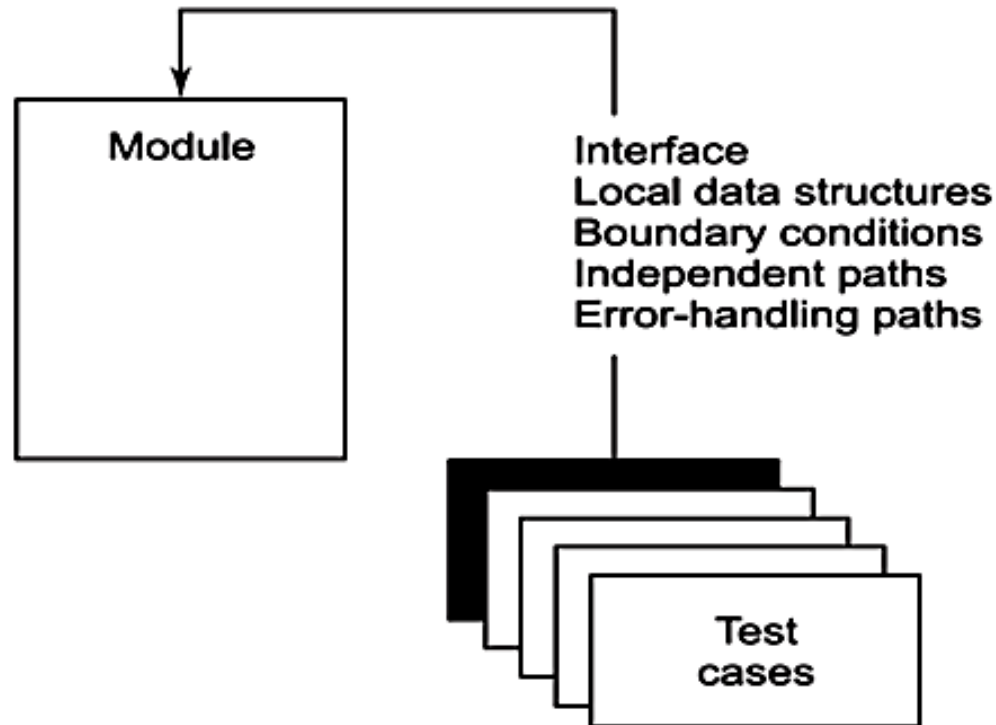 Module
Interface
Local data structures
Boundary conditions
Independent paths
Error-handling paths
Test
cases